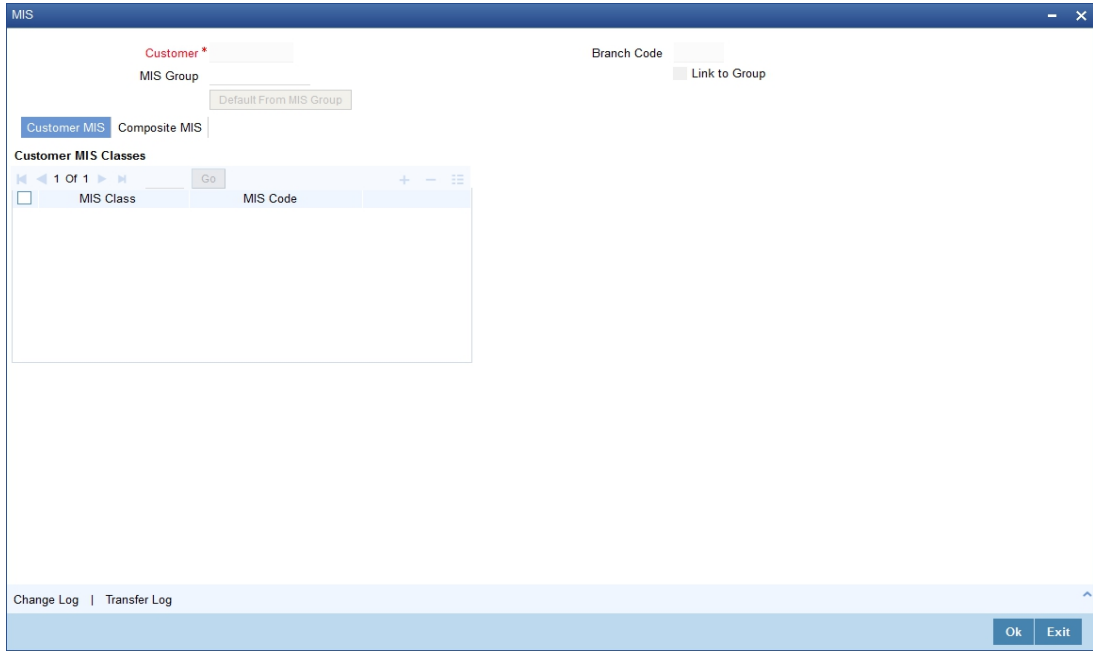 MIS
Customer *
Branch Code
MIS Group
Link to Group
Default From MIS Group
Customer MIS Composite MIS
Customer MIS Classes
1 Of 1 Go
MIS Class MIS Code
Change Log | Transfer Log
Ok Exit